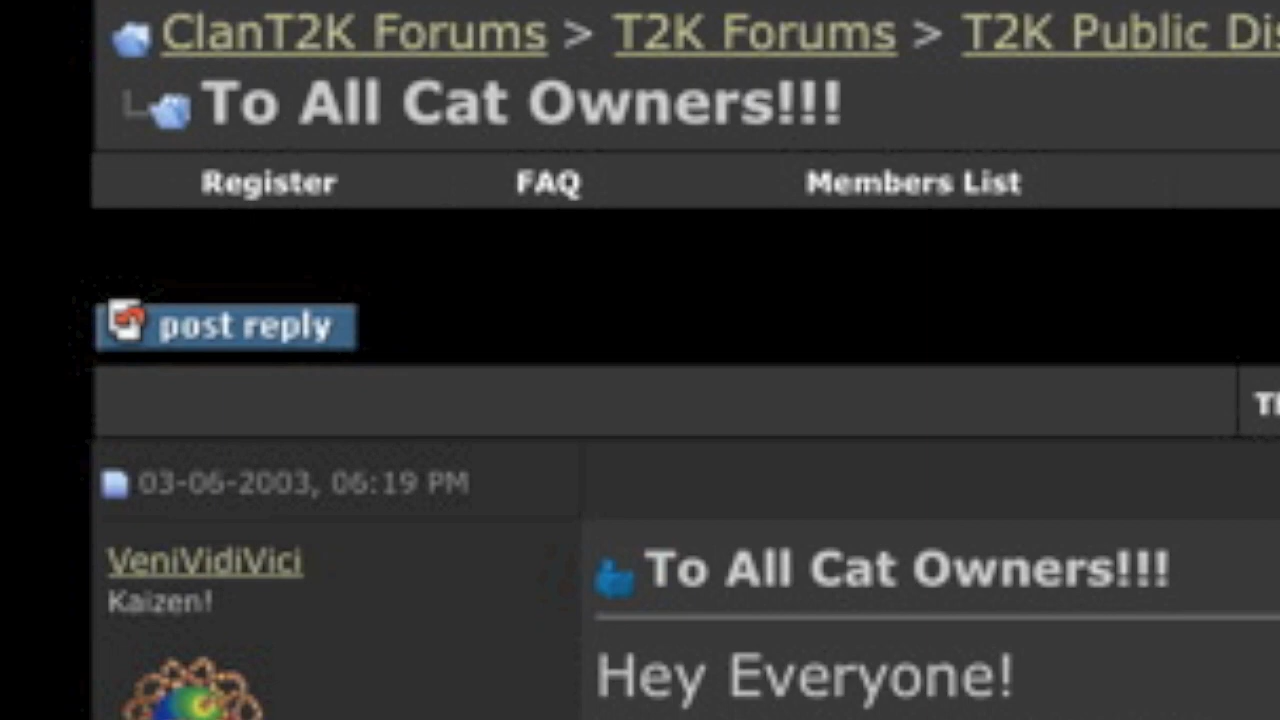 ClanT2K Forums > T2K Forums > T2K Public
To All Cat Owners!!!
Register FAQ Members List
post reply
03-06-2003, 06:19 PM
VeniVidiVici
Kaizen!
To All Cat Owners!!!
Hey Everyone!